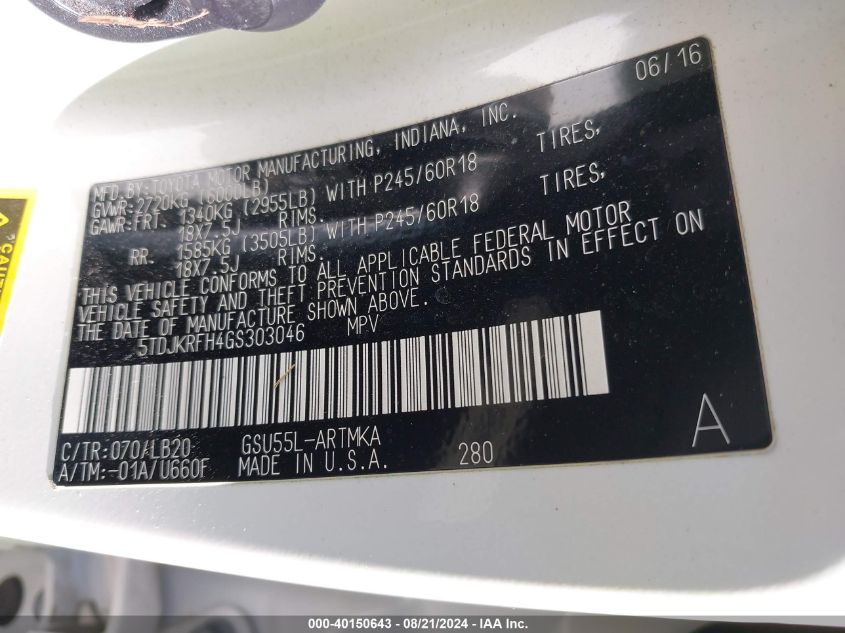 06/16
MFD.BY:TOYOTA MOTOR MANUFACTURING, INDIANA, INC.
GVWR:2720KG (6000LB)
GAWR:FRT. 1340KG (2955LB) WITH P245/60R18 TIRES,
18X7.5J RIMS.
RR. 1585KG (3505LB) WITH P245/60R18 TIRES,
18X7.5J RIMS.
THIS VEHICLE CONFORMS TO ALL APPLICABLE FEDERAL MOTOR
VEHICLE SAFETY AND THEFT PREVENTION STANDARDS IN EFFECT ON
THE DATE OF MANUFACTURE SHOWN ABOVE.
5TDJKRFH4GS303046 MPV
C/TR:070/LB20 GSU55L-ARTMKA
A/TM:-01A/U660F MADE IN U.S.A. 280
A
000-40150643 / 08/21/2024 - IAA Inc.